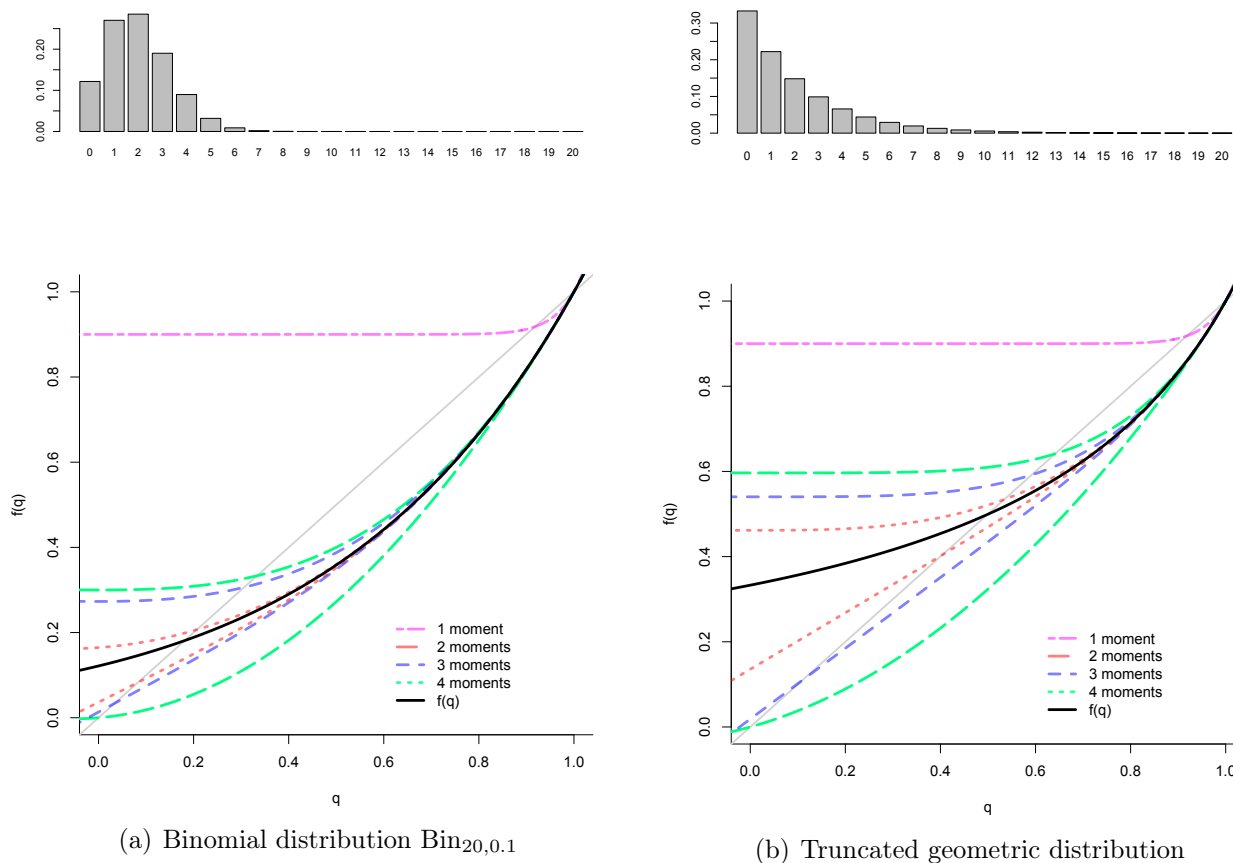 0.00 0.10 0.20
0 1 2 3 4 5 6 7 8 9 10 11 12 13 14 15 16 17 18 19 20
0.00 0.10 0.20 0.30
0 1 2 3 4 5 6 7 8 9 10 11 12 13 14 15 16 17 18 19 20
f(q)
0.0 0.2 0.4 0.6 0.8 1.0
1 moment
2 moments
3 moments
4 moments
f(q)
0.0 0.2 0.4 0.6 0.8 1.0
q
(a) Binomial distribution Bin20,0.1
f(q)
0.0 0.2 0.4 0.6 0.8 1.0
1 moment
2 moments
3 moments
4 moments
f(q)
0.0 0.2 0.4 0.6 0.8 1.0
q
(b) Truncated geometric distribution